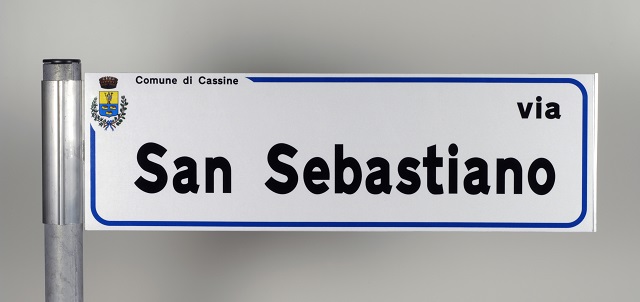 Comune di Cassine
via
San Sebastiano